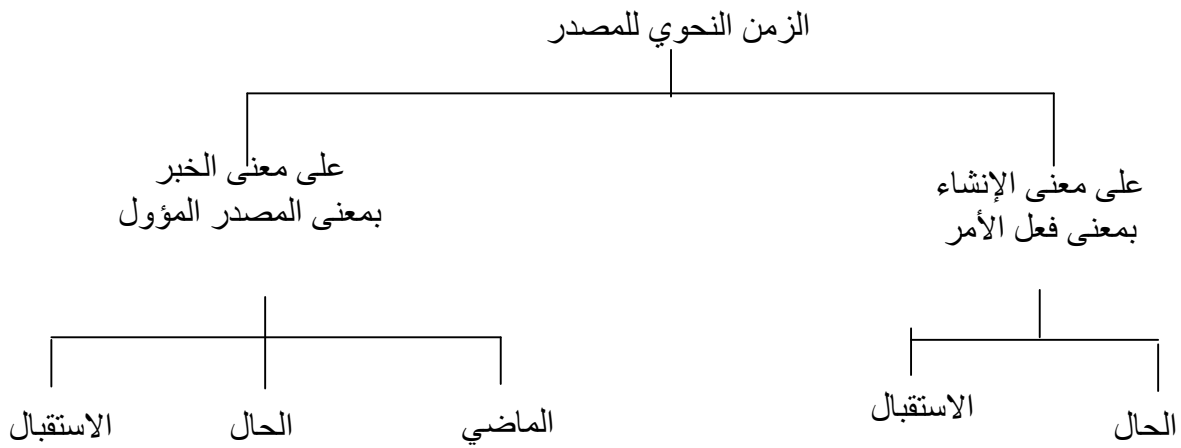 الزمن النحوي للمصدر
على معنى الإنشاء
بمعنى فعل الأمر
على معنى الخبر
بمعنى المصدر المؤول
الحال
الاستقبال
الماضي
الحال
الاستقبال